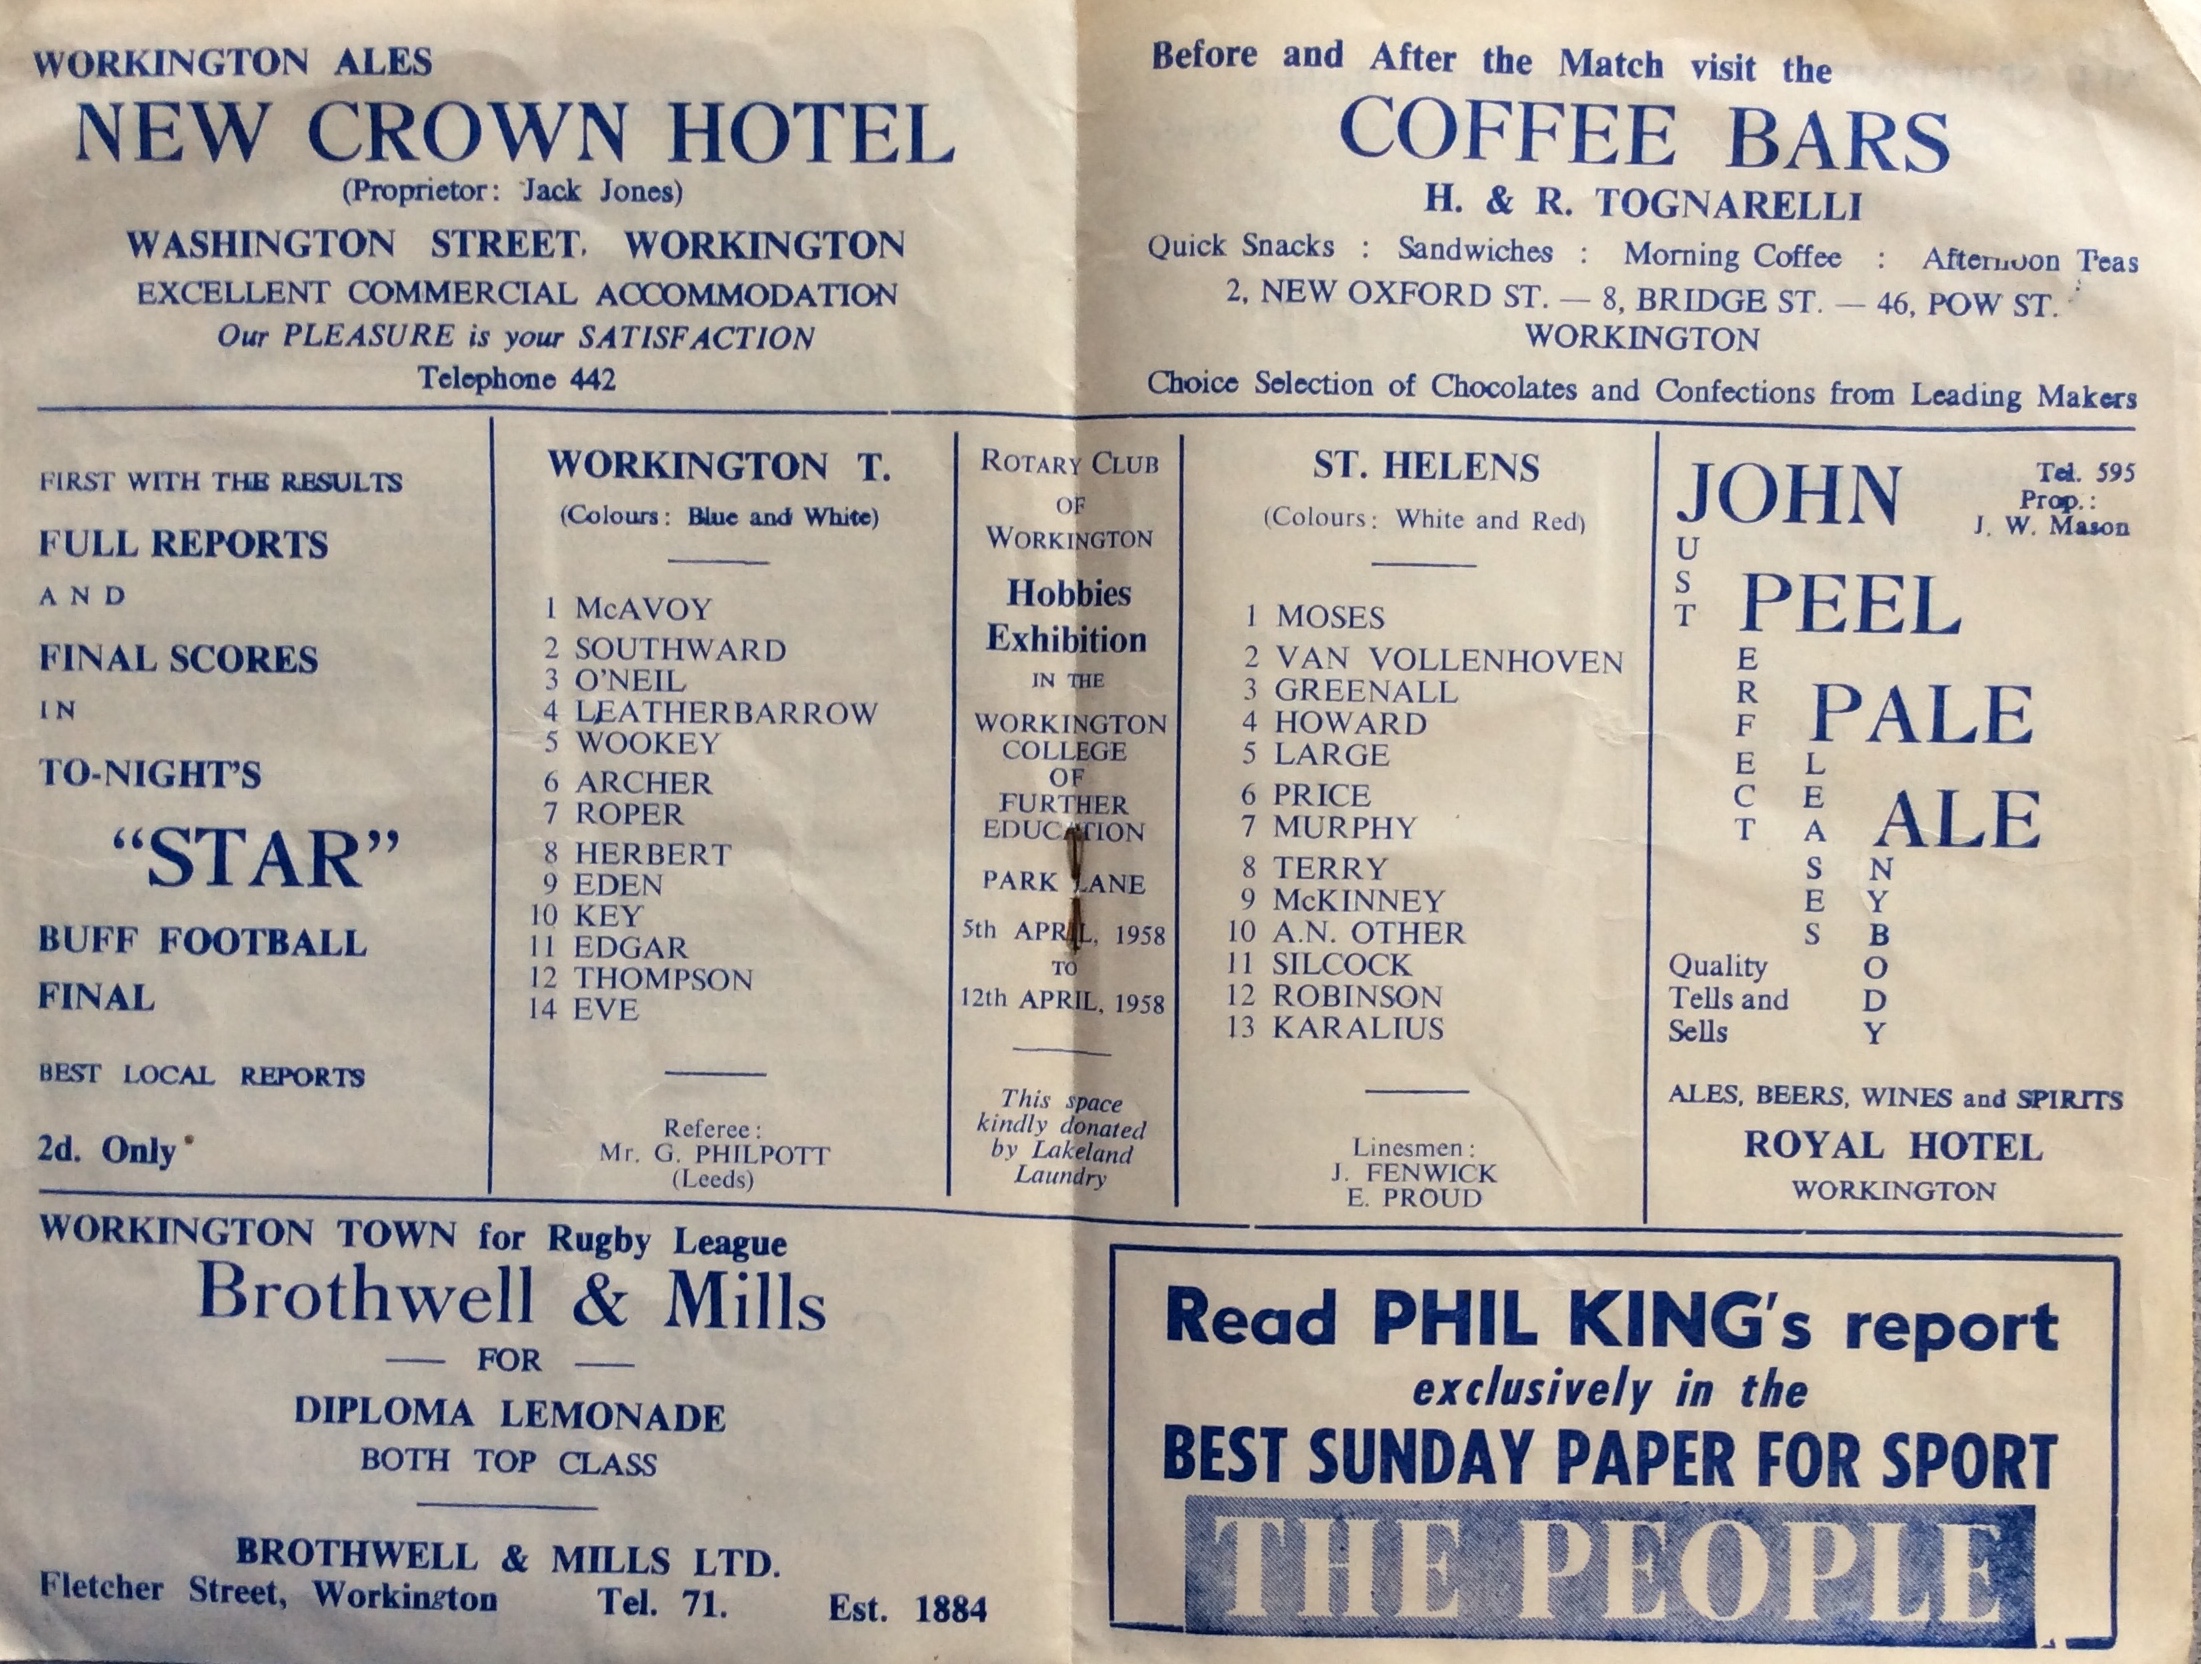 WORKINGTON ALES
NEW CROWN HOTEL
(Proprietor: Jack Jones)
WASHINGTON STREET, WORKINGTON
EXCELLENT COMMERCIAL ACCOMMODATION
Our PLEASURE is your SATISFACTION
Telephone 442
Before and After the Match visit the
COFFEE BARS
H. & R. TOGNARELLI
Quick Snacks : Sandwiches : Morning Coffee : Afternoon Teas
2, NEW OXFORD ST. — 8, BRIDGE ST. — 46, POW ST.
WORKINGTON
Choice Selection of Chocolates and Confections from Leading Makers
FIRST WITH THE RESULTS
FULL REPORTS
AND
FINAL SCORES
IN
TO-NIGHT'S
"STAR"
BUFF FOOTBALL
FINAL
BEST LOCAL REPORTS
2d. Only
WORKINGTON T.
(Colours: Blue and White)
1 McAVOY
2 SOUTHWARD
3 O'NEIL
4 LEATHERBARROW
5 WOOKEY
6 ARCHER
7 ROPER
8 HERBERT
9 EDEN
10 KEY
11 EDGAR
12 THOMPSON
14 EVE
Referee:
Mr. G. PHILPOTT
(Leeds)
ROTARY CLUB
OF
WORKINGTON
Hobbies
Exhibition
IN THE
WORKINGTON
COLLEGE
OF
FURTHER
EDUCATION
PARK LANE
5th APRIL, 1958
TO
12th APRIL, 1958
This space
kindly donated
by Lakeland
Laundry
ST. HELENS
(Colours: White and Red)
1 MOSES
2 VAN VOLLENHOVEN
3 GREENALL
4 HOWARD
5 LARGE
6 PRICE
7 MURPHY
8 TERRY
9 McKINNEY
10 A.N. OTHER
11 SILCOCK
12 ROBINSON
13 KARALIUS
Linesmen:
J. FENWICK
E. PROUD
JOHN
Tel. 595
Prop.:
J. W. Mason
UST
PEEL
ERFECT
PALE
LEASES
ALE
NYBODY
Quality
Tells and
Sells
ALES, BEERS, WINES and SPIRITS
ROYAL HOTEL
WORKINGTON
WORKINGTON TOWN for Rugby League
Brothwell & Mills
— FOR —
DIPLOMA LEMONADE
BOTH TOP CLASS
BROTHWELL & MILLS LTD.
Fletcher Street, Workington Tel. 71. Est. 1884
Read PHIL KING's report
exclusively in the
BEST SUNDAY PAPER FOR SPORT
THE PEOPLE